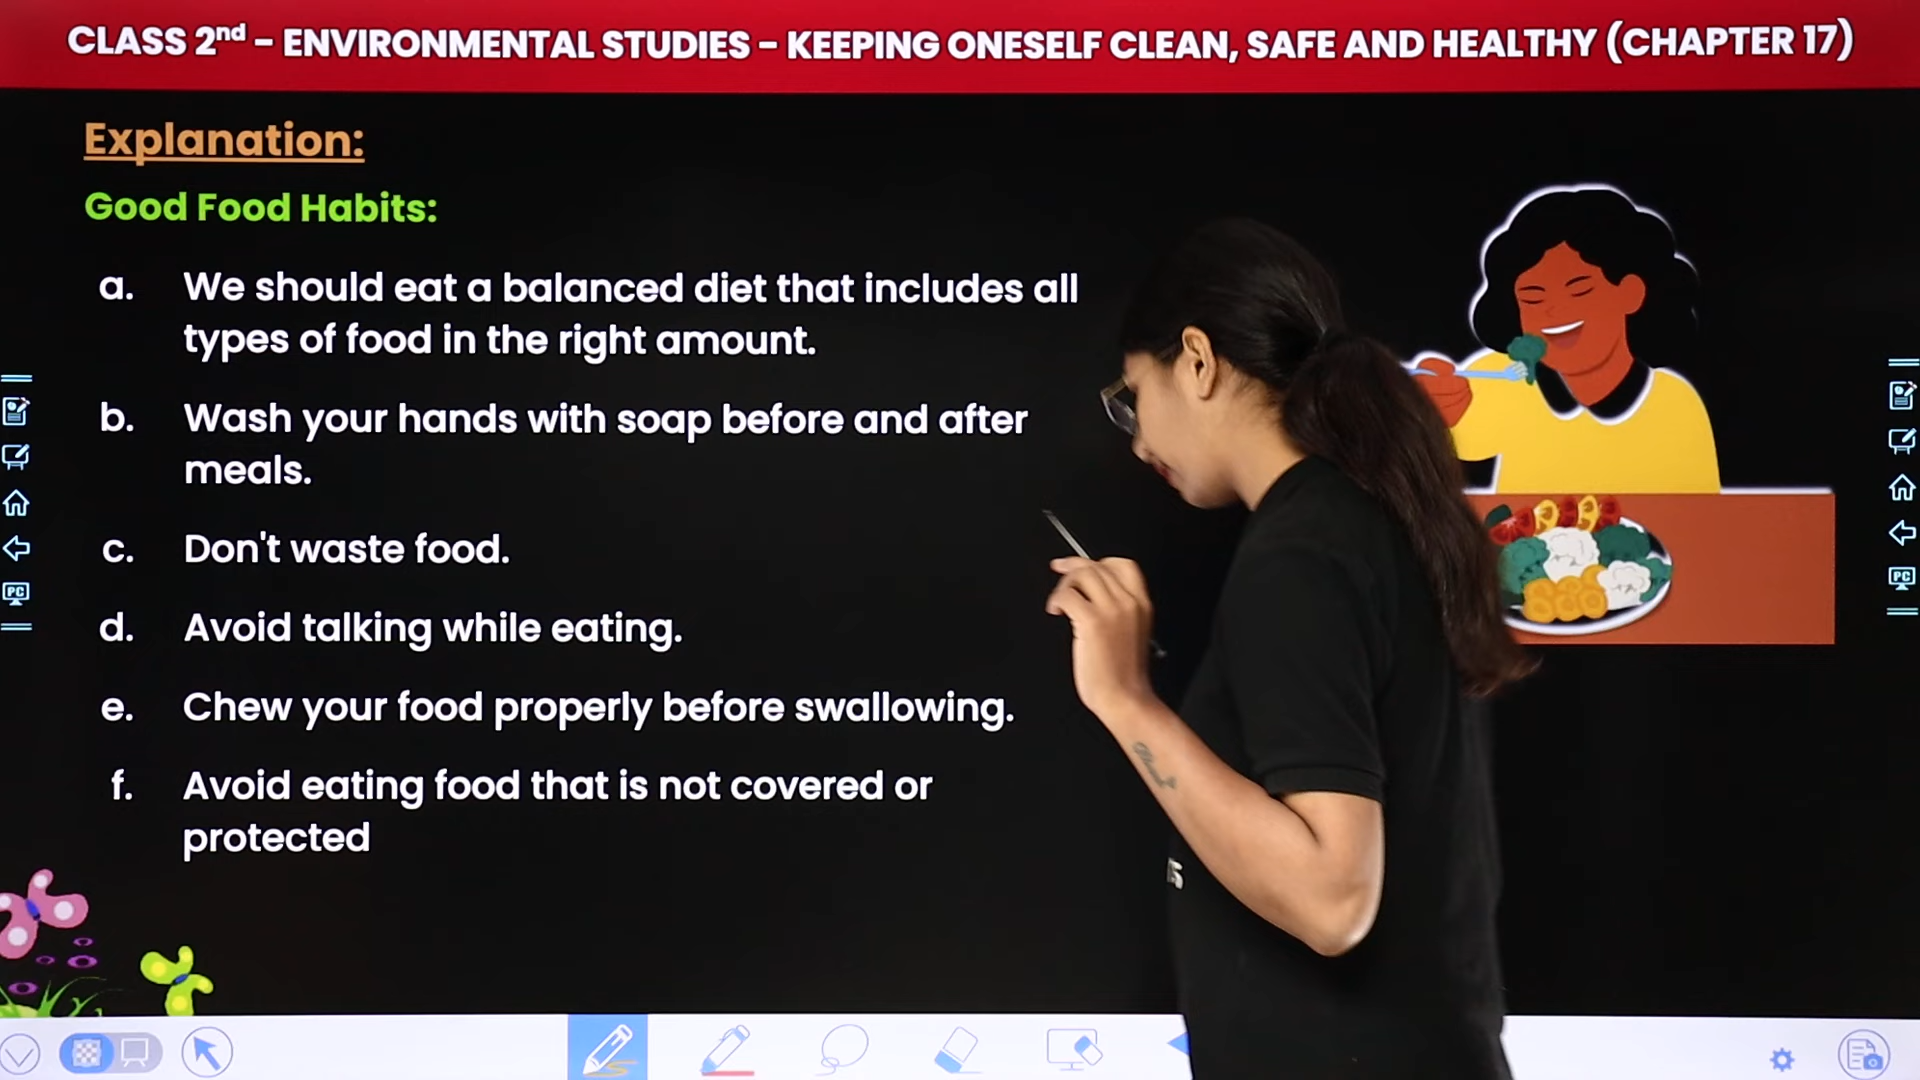 CLASS 2nd - ENVIRONMENTAL STUDIES - KEEPING ONESELF CLEAN, SAFE AND HEALTHY (CHAPTER 17)
Explanation:
Good Food Habits:
a. We should eat a balanced diet that includes all
types of food in the right amount.
b. Wash your hands with soap before and after
meals.
c. Don't waste food.
d. Avoid talking while eating.
e. Chew your food properly before swallowing.
f. Avoid eating food that is not covered or
protected
PC
PC